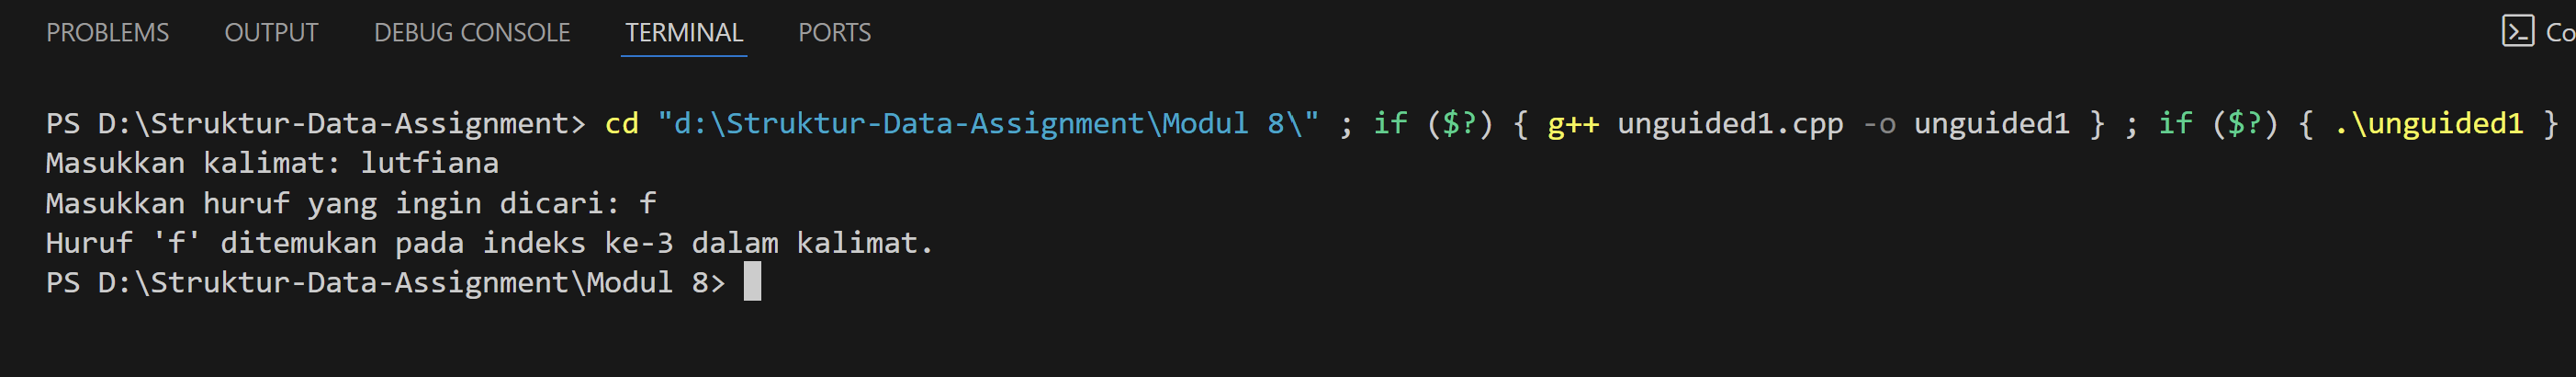 PROBLEMS OUTPUT DEBUG CONSOLE TERMINAL PORTS Co
PS D:\Struktur-Data-Assignment> cd "d:\Struktur-Data-Assignment\Modul 8\" ; if ($?) { g++ unguided1.cpp -o unguided1 } ; if ($?) { .\unguided1 }
Masukkan kalimat: lutfiana
Masukkan huruf yang ingin dicari: f
Huruf 'f' ditemukan pada indeks ke-3 dalam kalimat.
PS D:\Struktur-Data-Assignment\Modul 8>